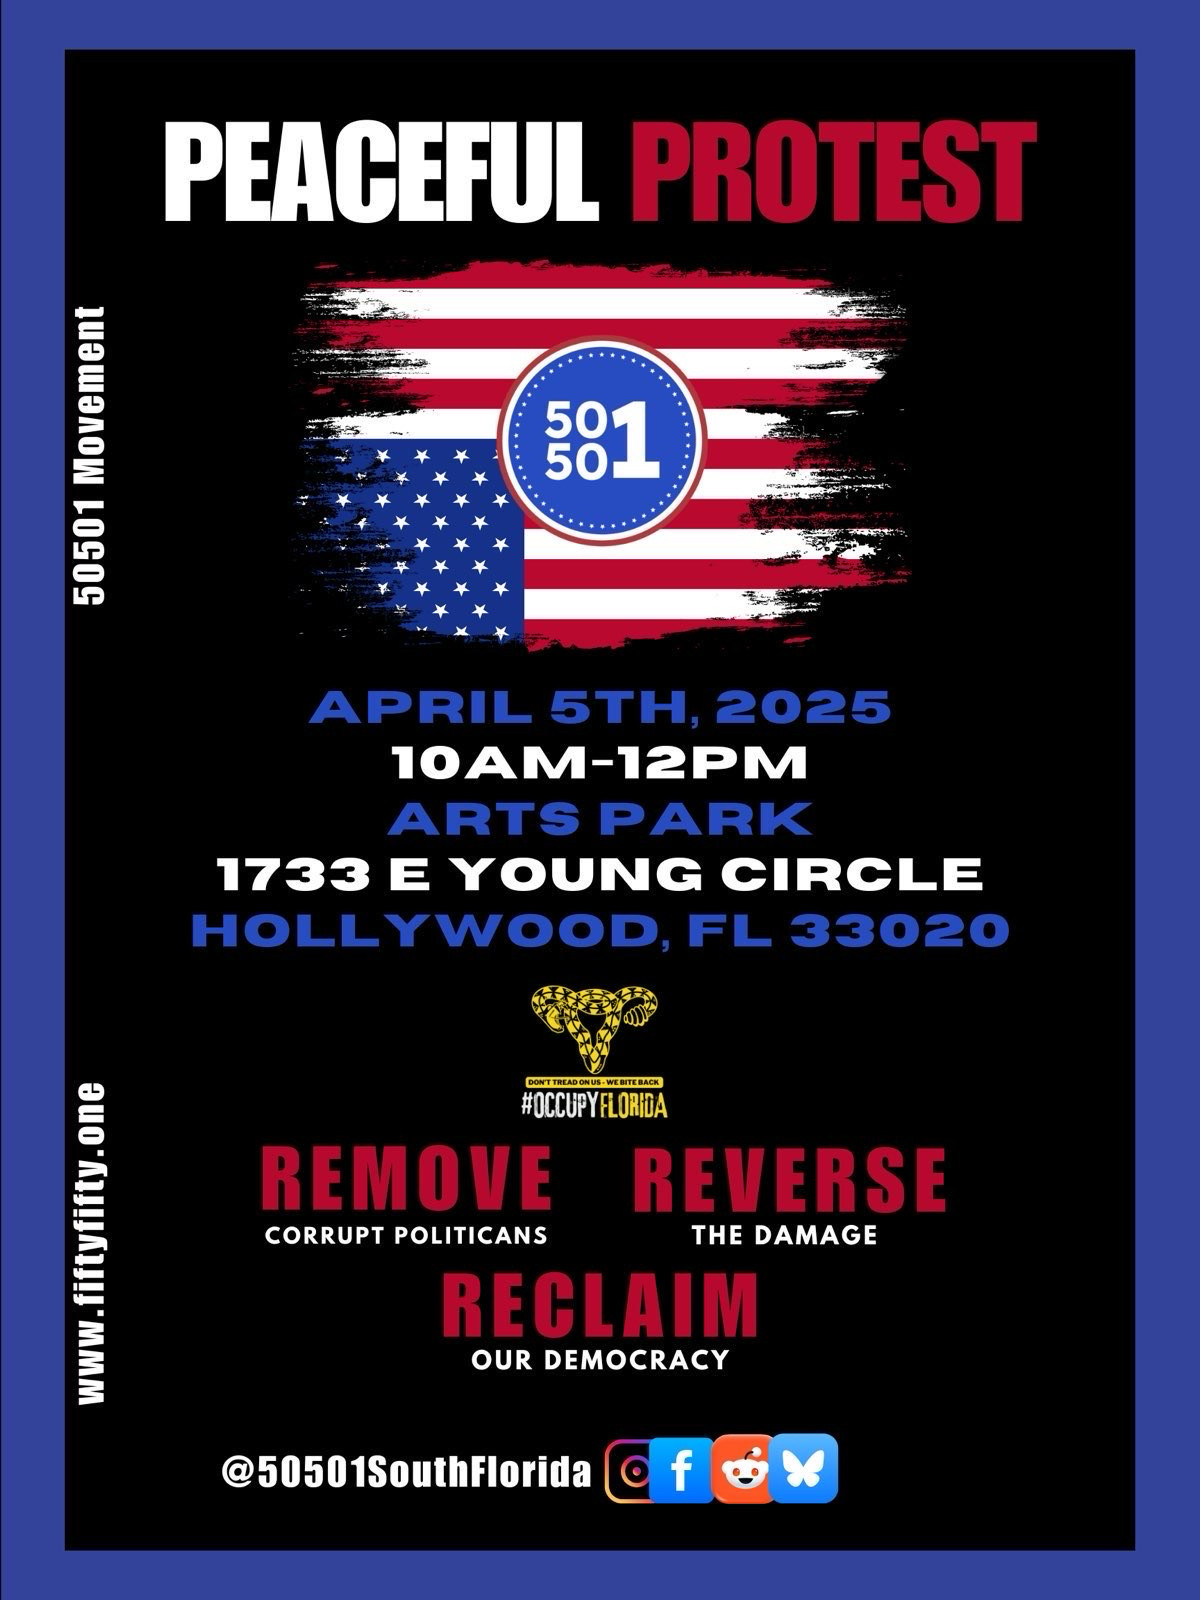 PEACEFUL PROTEST
50501 Movement
50
501
APRIL 5TH, 2025
10AM-12PM
ARTS PARK
1733 E YOUNG CIRCLE
HOLLYWOOD, FL 33020
DON'T TREAD ON US - WE BITE BACK
#OCCUPYFLORIDA
www.fiftyfifty.one
REMOVE
CORRUPT POLITICANS
REVERSE
THE DAMAGE
RECLAIM
OUR DEMOCRACY
@50501SouthFlorida